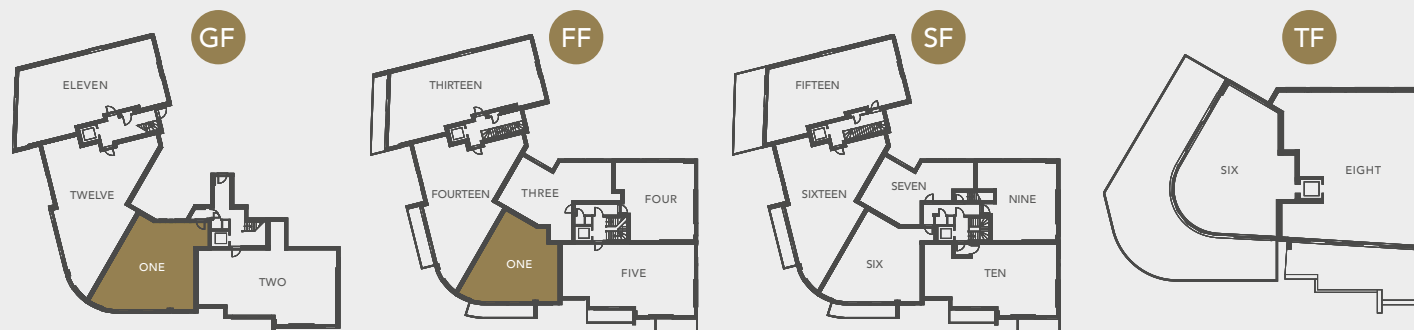 GF
ELEVEN
TWELVE
ONE
TWO
FF
THIRTEEN
FOURTEEN
THREE
FOUR
ONE
FIVE
SF
FIFTEEN
SIXTEEN
SEVEN
NINE
SIX
TEN
TF
SIX
EIGHT